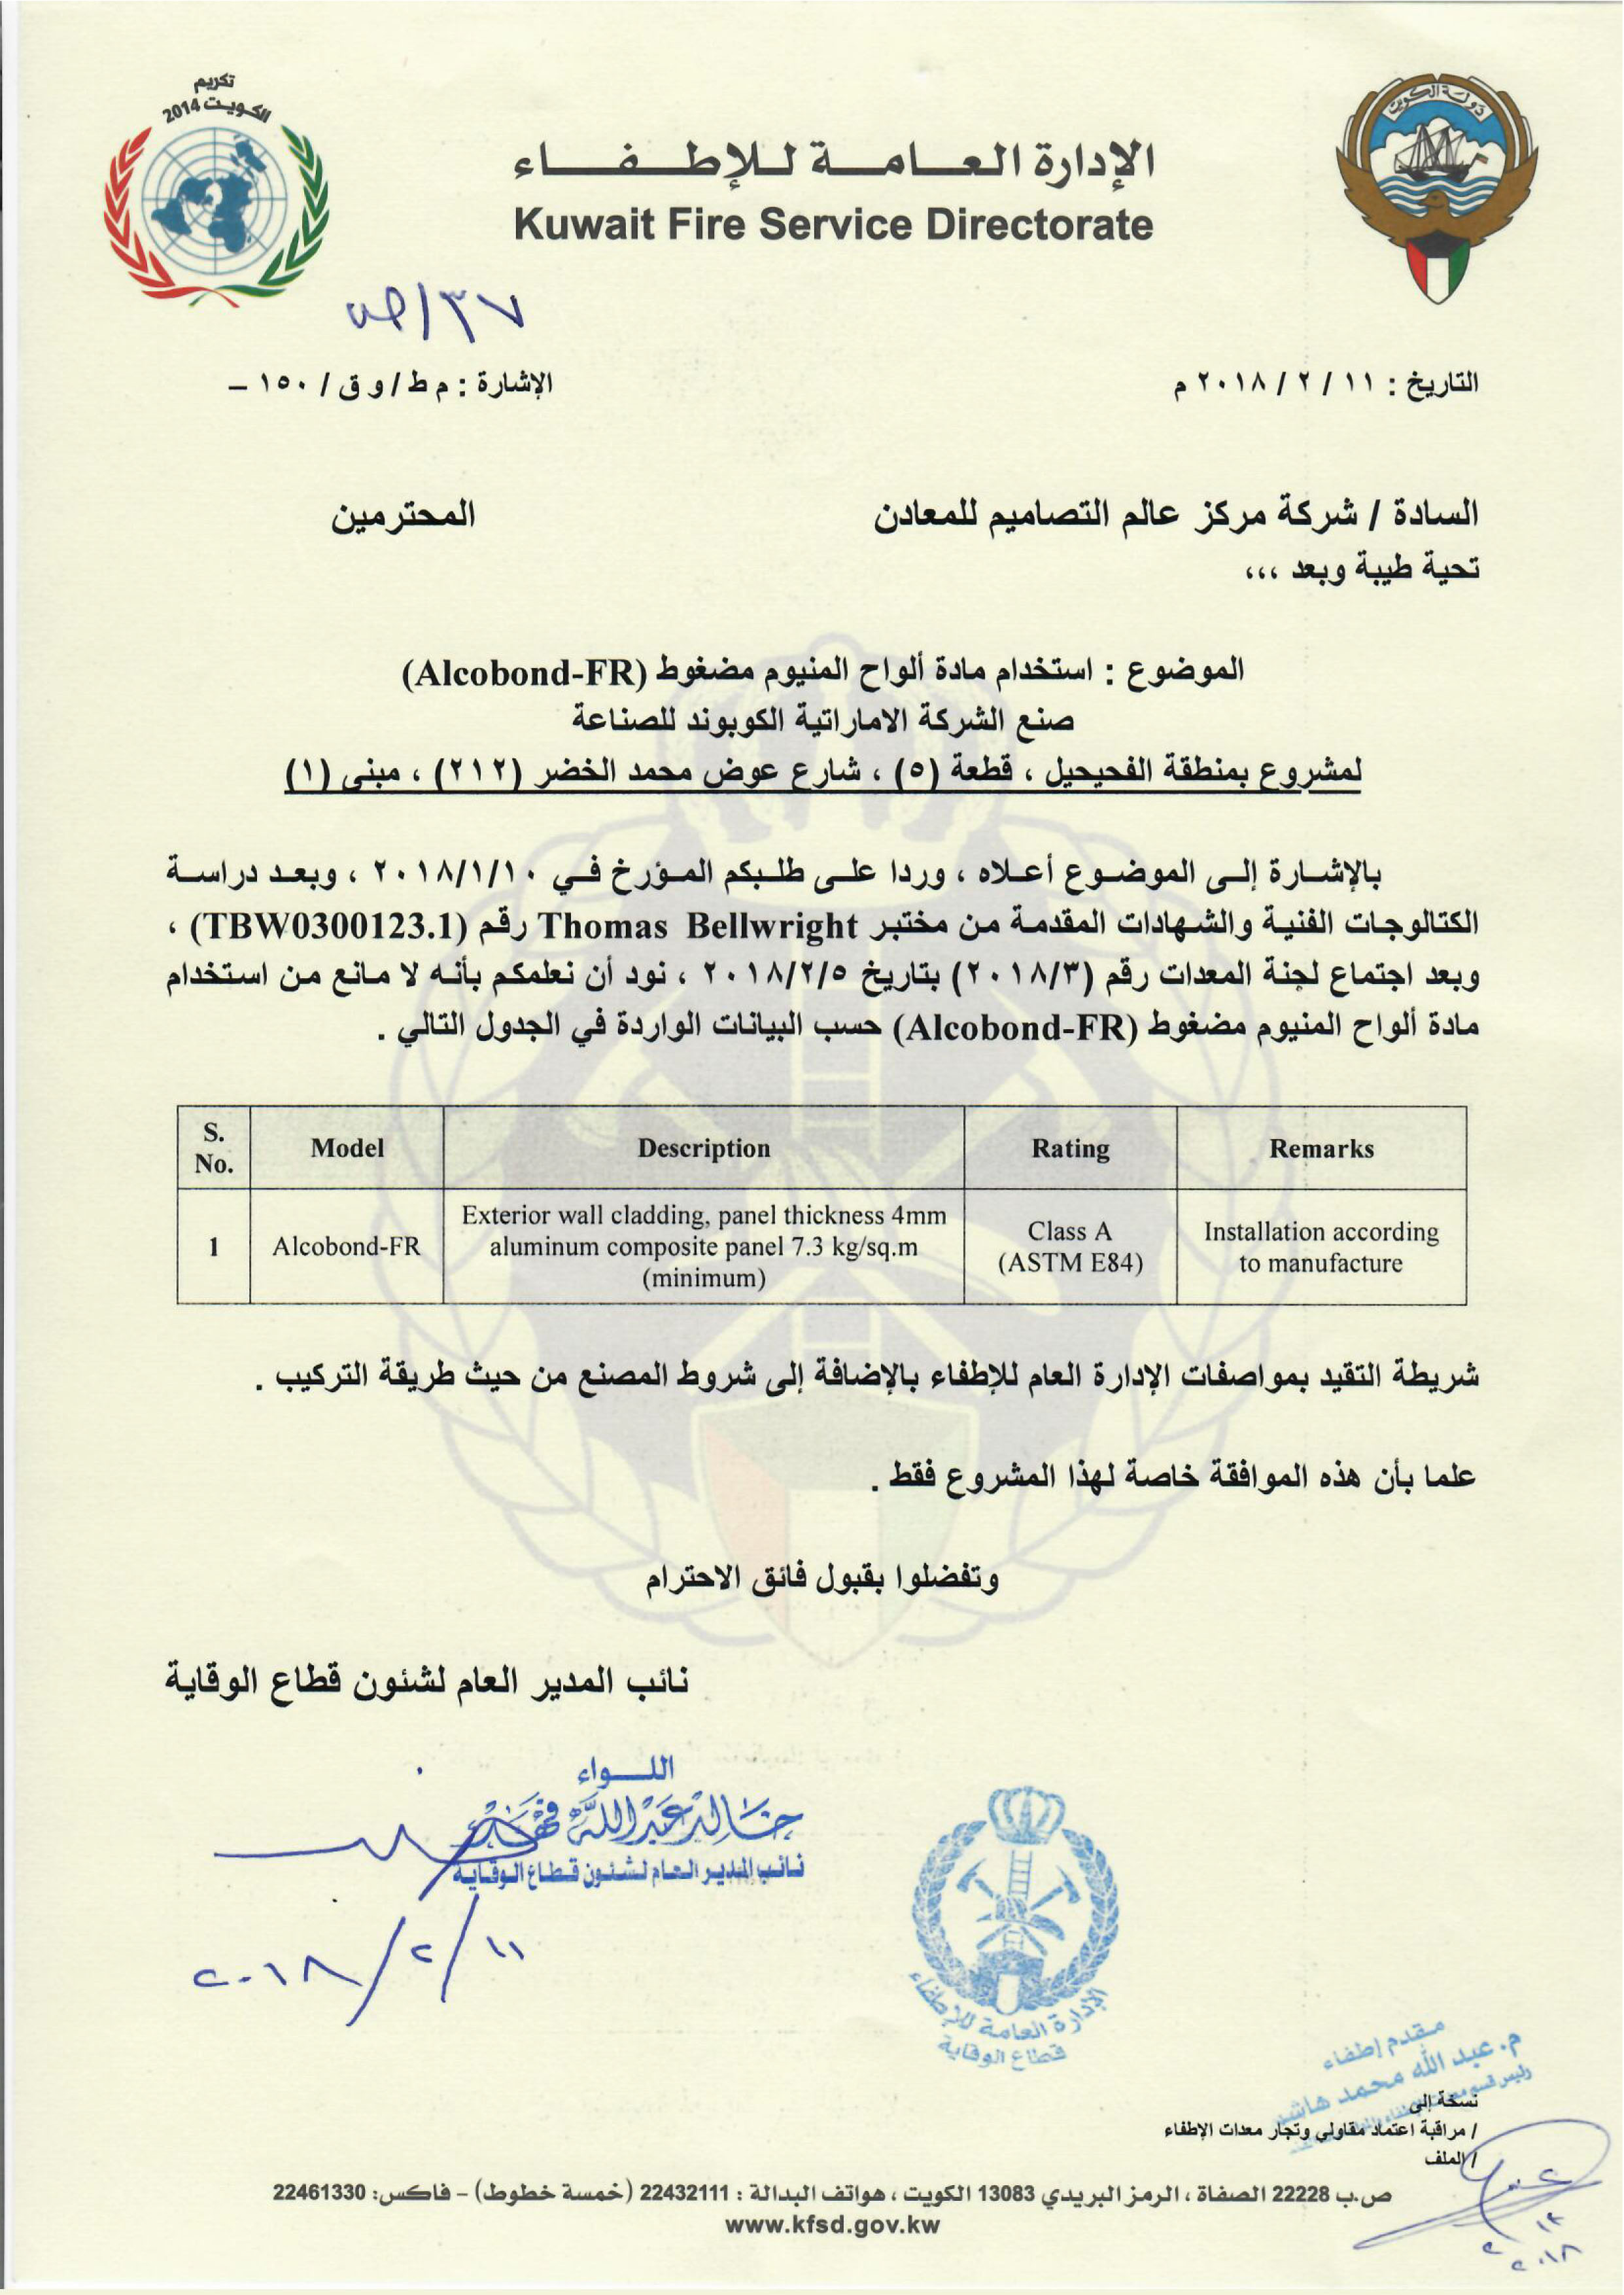 تكريم
الكويت 2014
دولة الكويت
الإدارة العامة للإطفاء
Kuwait Fire Service Directorate
التاريخ : ١١ / ٢ / ٢٠١٨ م
الإشارة : م ط / و ق / ١٥٠ –
السادة / شركة مركز عالم التصاميم للمعادن المحترمين
تحية طيبة وبعد ،،،
الموضوع : استخدام مادة ألواح المنيوم مضغوط (Alcobond-FR)
صنع الشركة الاماراتية الكوبوند للصناعة
لمشروع بمنطقة الفحيحيل ، قطعة (٥) ، شارع عوض محمد الخضر (٢١٢) ، مبنى (١)
بالإشارة إلى الموضوع أعلاه ، وردا على طلبكم المؤرخ في ٢٠١٨/١/١٠ ، وبعد دراسة
الكتالوجات الفنية والشهادات المقدمة من مختبر Thomas Bellwright رقم (TBW0300123.1) ،
وبعد اجتماع لجنة المعدات رقم (٢٠١٨/٣) بتاريخ ٢٠١٨/٢/٥ ، نود أن نعلمكم بأنه لا مانع من استخدام
مادة ألواح المنيوم مضغوط (Alcobond-FR) حسب البيانات الواردة في الجدول التالي .
S. No. Model Description Rating Remarks
1 Alcobond-FR Exterior wall cladding, panel thickness 4mm aluminum composite panel 7.3 kg/sq.m (minimum) Class A (ASTM E84) Installation according to manufacture
شريطة التقيد بمواصفات الإدارة العام للإطفاء بالإضافة إلى شروط المصنع من حيث طريقة التركيب .
علما بأن هذه الموافقة خاصة لهذا المشروع فقط .
وتفضلوا بقبول فائق الاحترام
نائب المدير العام لشئون قطاع الوقاية
اللواء
خالد عبدالله فهد
نائب المدير العام لشئون قطاع الوقاية
٢٠١٨/٢/١١
الإدارة العامة للإطفاء
قطاع الوقاية
مقدم إطفاء
م. عبد الله محمد هاشم
نسخة إلى
/ مراقبة اعتماد مقاولي وتجار معدات الإطفاء
/ الملف
ص.ب 22228 الصفاة ، الرمز البريدي 13083 الكويت ، هواتف البدالة : 22432111 (خمسة خطوط) – فاكس: 22461330
www.kfsd.gov.kw